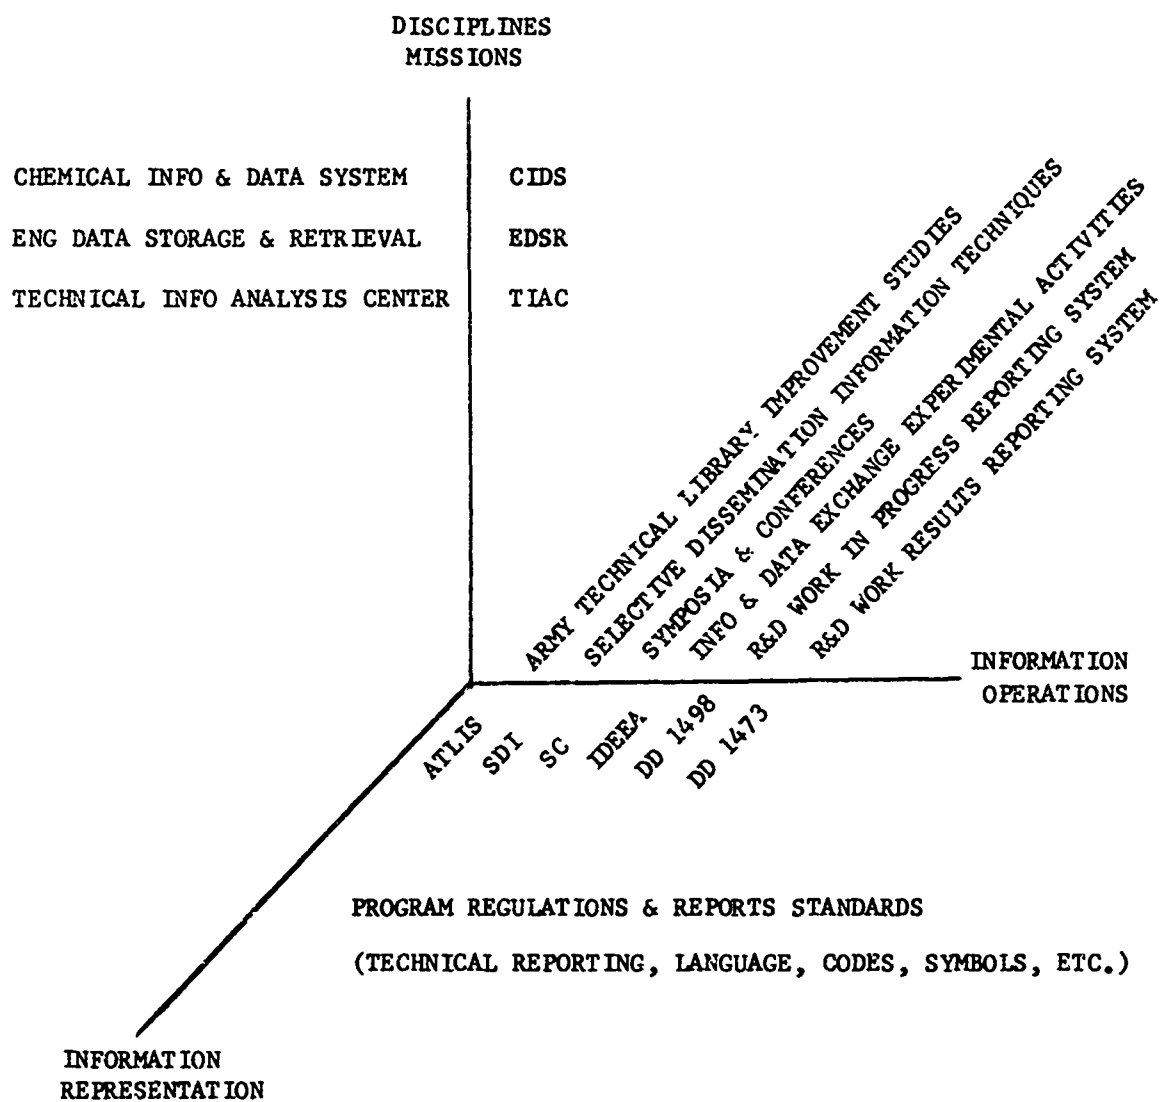 DISCIPLINES
MISSIONS
CHEMICAL INFO & DATA SYSTEM CIDS
ENG DATA STORAGE & RETRIEVAL EDSR
TECHNICAL INFO ANALYSIS CENTER TIAC
ARMY TECHNICAL LIBRARY IMPROVEMENT STUDIES
SELECTIVE DISSEMINATION INFORMATION TECHNIQUES
SYMPOSIA & CONFERENCES
INFO & DATA EXCHANGE EXPERIMENTAL ACTIVITIES
R&D WORK IN PROGRESS REPORTING SYSTEM
R&D WORK RESULTS REPORTING SYSTEM
INFORMATION
OPERATIONS
ATLIS
SDI
SC
IDEEA
DD 1498
DD 1473
PROGRAM REGULATIONS & REPORTS STANDARDS
(TECHNICAL REPORTING, LANGUAGE, CODES, SYMBOLS, ETC.)
INFORMATION
REPRESENTATION